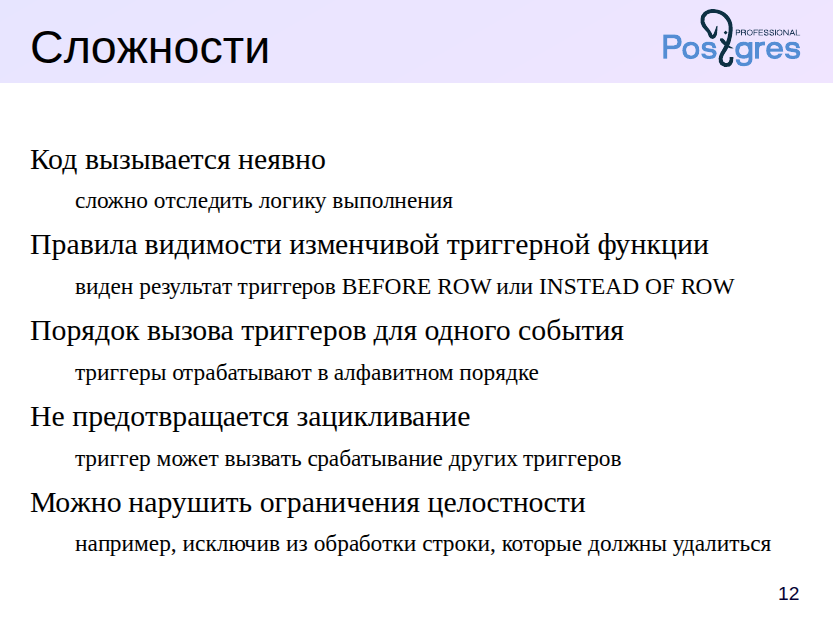 Сложности
PROFESSIONAL
Postgres
Код вызывается неявно
сложно отследить логику выполнения
Правила видимости изменчивой триггерной функции
виден результат триггеров BEFORE ROW или INSTEAD OF ROW
Порядок вызова триггеров для одного события
триггеры отрабатывают в алфавитном порядке
Не предотвращается зацикливание
триггер может вызвать срабатывание других триггеров
Можно нарушить ограничения целостности
например, исключив из обработки строки, которые должны удалиться
12